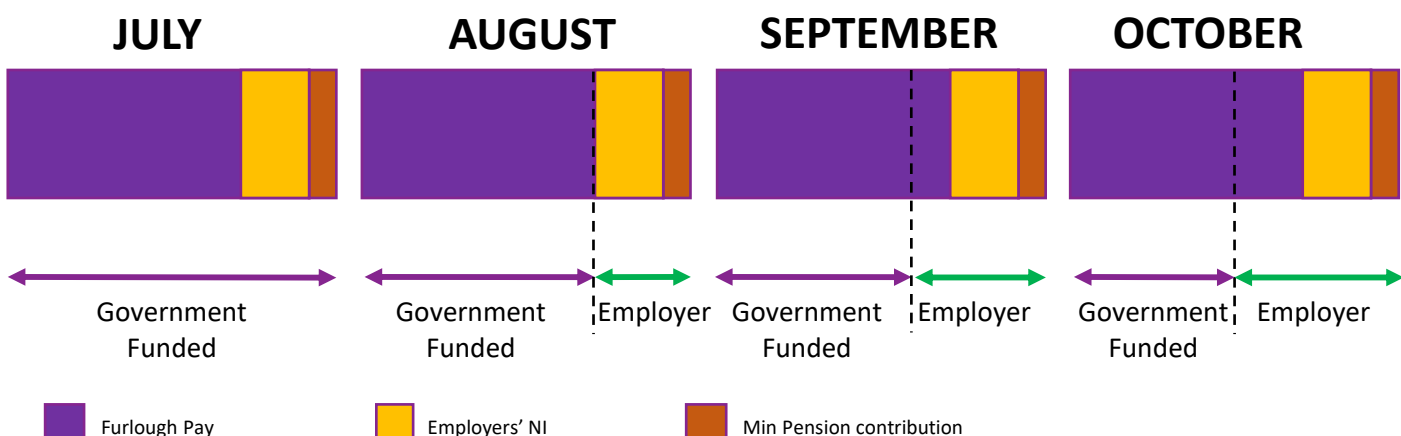 JULY
AUGUST
SEPTEMBER
OCTOBER
Government
Funded
Government
Funded
Employer
Government
Funded
Employer
Government
Funded
Employer
Furlough Pay
Employers' NI
Min Pension contribution